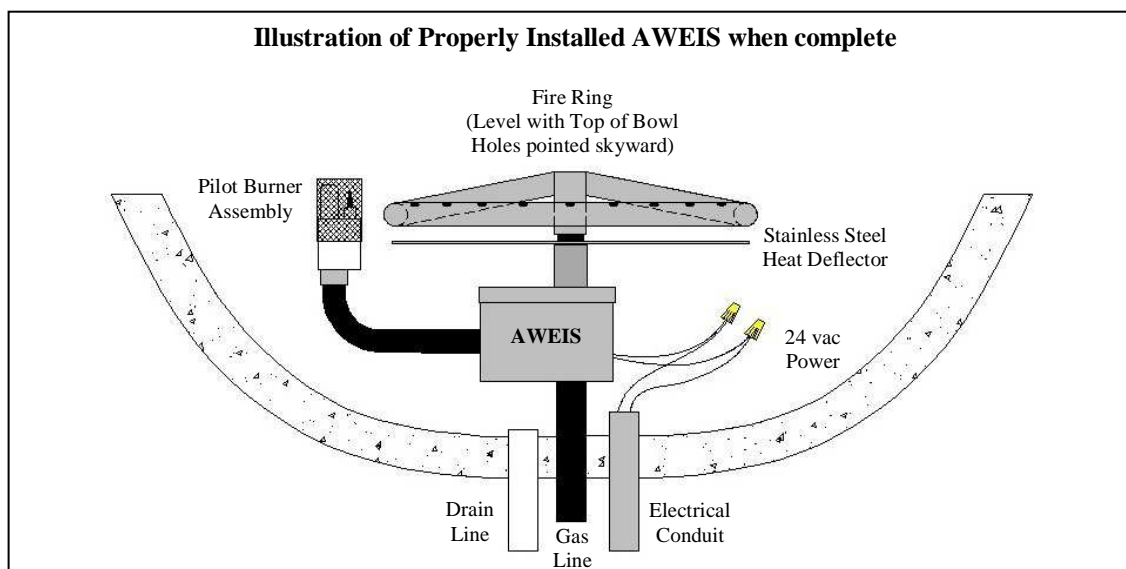 Illustration of Properly Installed AWEIS when complete
Fire Ring
(Level with Top of Bowl
Holes pointed skyward)
Pilot Burner
Assembly
1
Stainless Steel
Heat Deflector
AWEIS
24 vac
Power
Drain
Line
Gas
Line
Electrical
Conduit